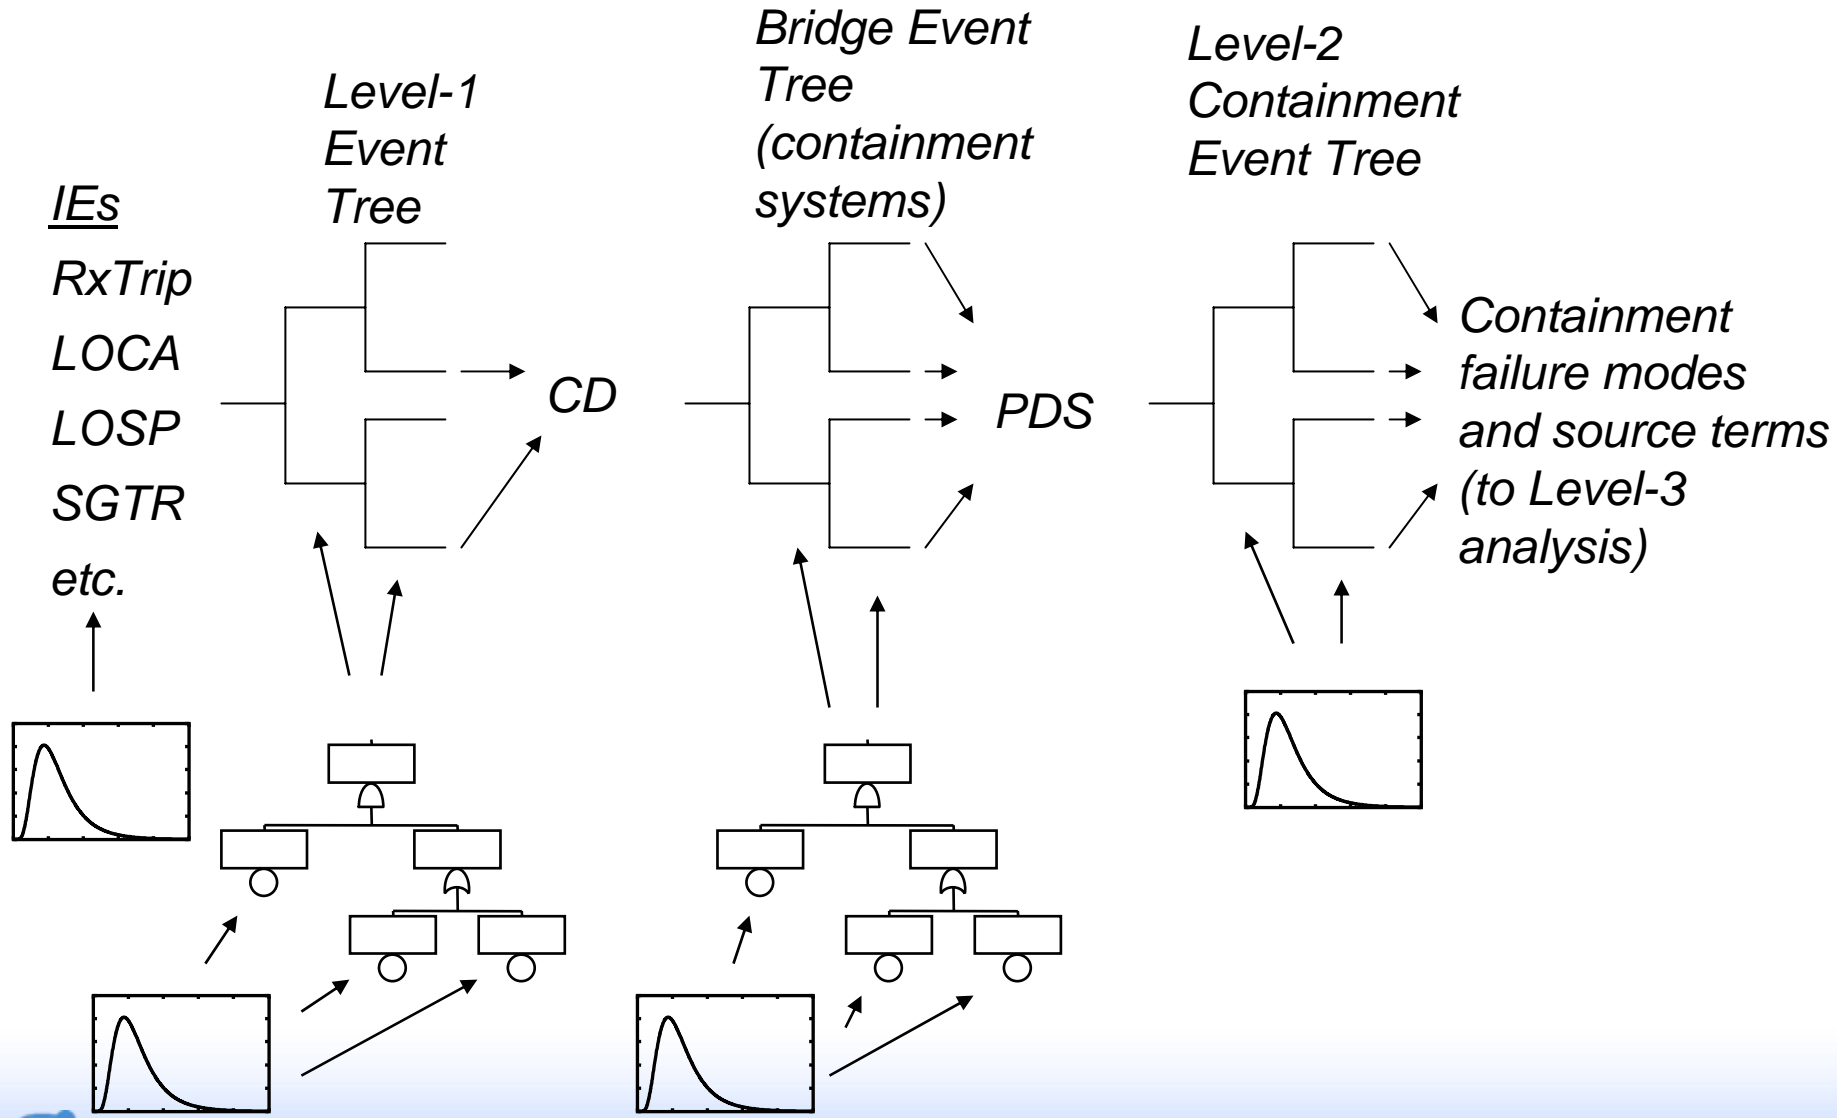 IEs
RxTrip
LOCA
LOSP
SGTR
etc.
Level-1
Event
Tree
CD
Bridge Event
Tree
(containment
systems)
PDS
Level-2
Containment
Event Tree
Containment
failure modes
and source terms
(to Level-3
analysis)